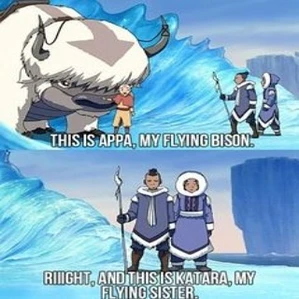 THIS IS APPA, MY FLYING BISON.
RIIIGHT, AND THIS IS KATARA, MY
FLYING SISTER.